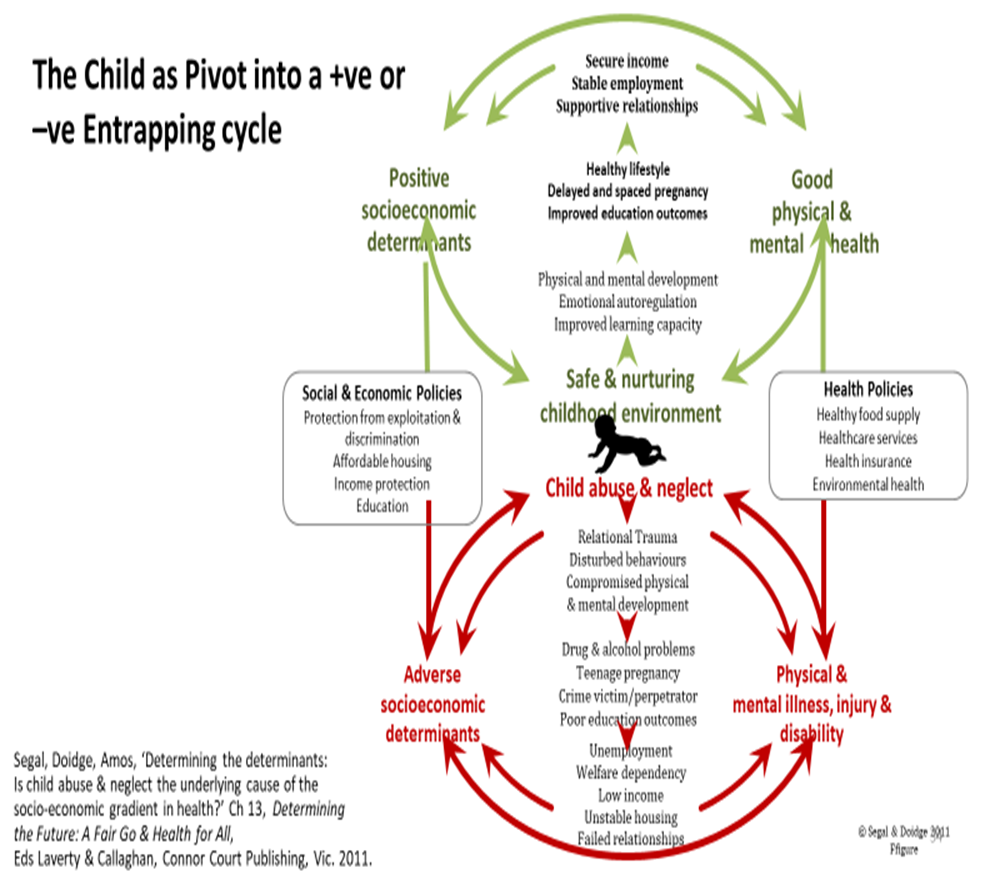 The Child as Pivot into a +ve or
–ve Entrapping cycle
Secure income
Stable employment
Supportive relationships
Healthy lifestyle
Delayed and spaced pregnancy
Improved education outcomes
Positive
socioeconomic
determinants
Good
physical &
mental health
Physical and mental development
Emotional autoregulation
Improved learning capacity
Safe & nurturing
childhood environment
Social & Economic Policies
Protection from exploitation &
discrimination
Affordable housing
Income protection
Education
Health Policies
Healthy food supply
Healthcare services
Health insurance
Environmental health
Child abuse & neglect
Relational Trauma
Disturbed behaviours
Compromised physical
& mental development
Drug & alcohol problems
Teenage pregnancy
Crime victim/perpetrator
Poor education outcomes
Unemployment
Welfare dependency
Low income
Unstable housing
Failed relationships
Adverse
socioeconomic
determinants
Physical &
mental illness, injury &
disability
Segal, Doidge, Amos, ‘Determining the determinants:
Is child abuse & neglect the underlying cause of the
socio-economic gradient in health?’ Ch 13, Determining
the Future: A Fair Go & Health for All,
Eds Laverty & Callaghan, Connor Court Publishing, Vic. 2011.
© Segal & Doidge
Ffigure